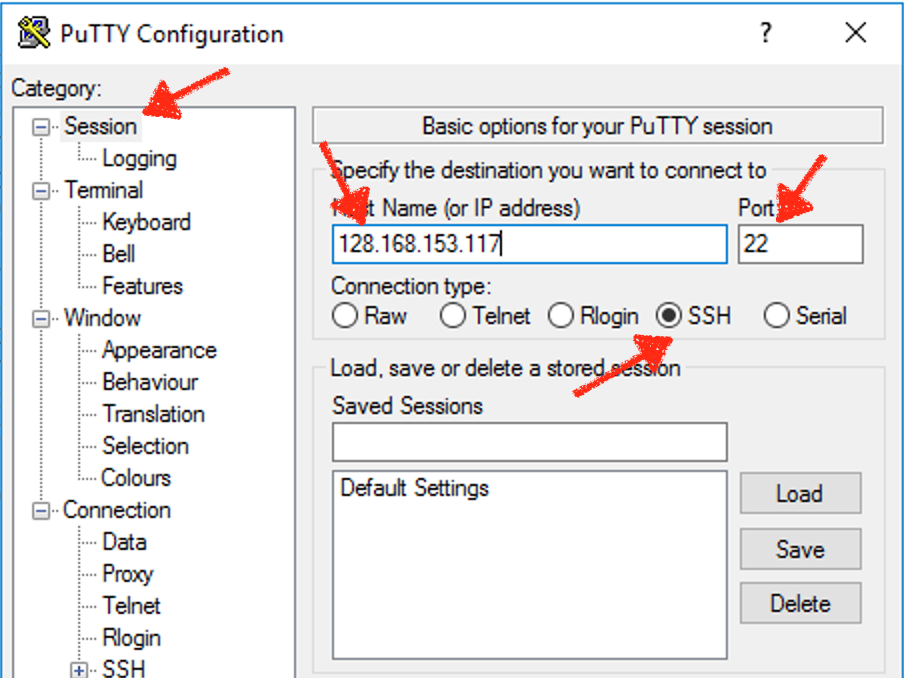 PuTTY Configuration
?
Category:
Session
Logging
Terminal
Keyboard
Bell
Features
Window
Appearance
Behaviour
Translation
Selection
Colours
Connection
Data
Proxy
Telnet
Rlogin
SSH
Basic options for your PuTTY session
Specify the destination you want to connect to
Host Name (or IP address) Port
128.168.153.117 22
Connection type:
Raw Telnet Rlogin SSH Serial
Load, save or delete a stored session
Saved Sessions
Default Settings
Load
Save
Delete